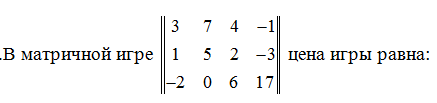 .В матричной игре ‖ 3 7 4 –1 ‖ цена игры равна:
‖ 1 5 2 –3 ‖
‖ –2 0 6 17 ‖